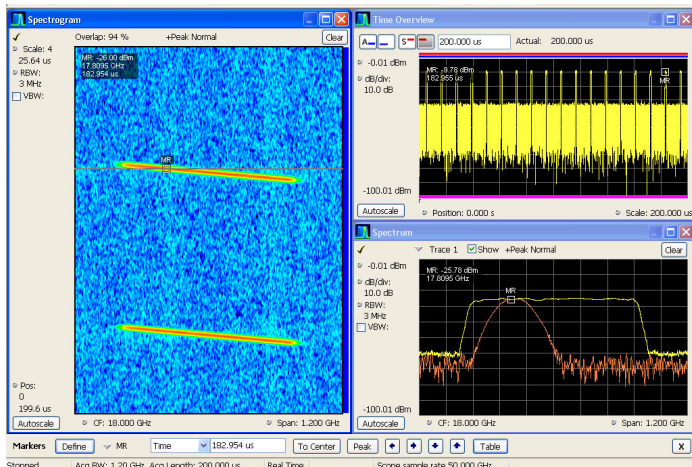 Spectrogram
Overlap: 94 %
+Peak Normal
Clear
Scale: 4
25.64 us
RBW:
3 MHz
VBW:
MR: -26.00 dBm
17.8095 GHz
182.954 us
MR
Pos:
0
199.6 us
Autoscale
CF: 18.000 GHz
Span: 1.200 GHz
Time Overview
200.000 us
Actual: 200.000 us
-0.01 dBm
dB/div:
10.0 dB
MR: -9.78 dBm
182.955 us
MR
-100.01 dBm
Autoscale
Position: 0.000 s
Scale: 200.000 us
Spectrum
Trace 1
Show
+Peak Normal
Clear
-0.01 dBm
dB/div:
10.0 dB
RBW:
3 MHz
VBW:
MR: -25.78 dBm
17.8095 GHz
MR
-100.01 dBm
Autoscale
CF: 18.000 GHz
Span: 1.200 GHz
Markers
Define
MR
Time
182.954 us
To Center
Peak
Table
X
Stopped
Acq BW: 1.20 GHz, Acq Length: 200.000 us
Real Time
Scope sample rate 50.000 GHz